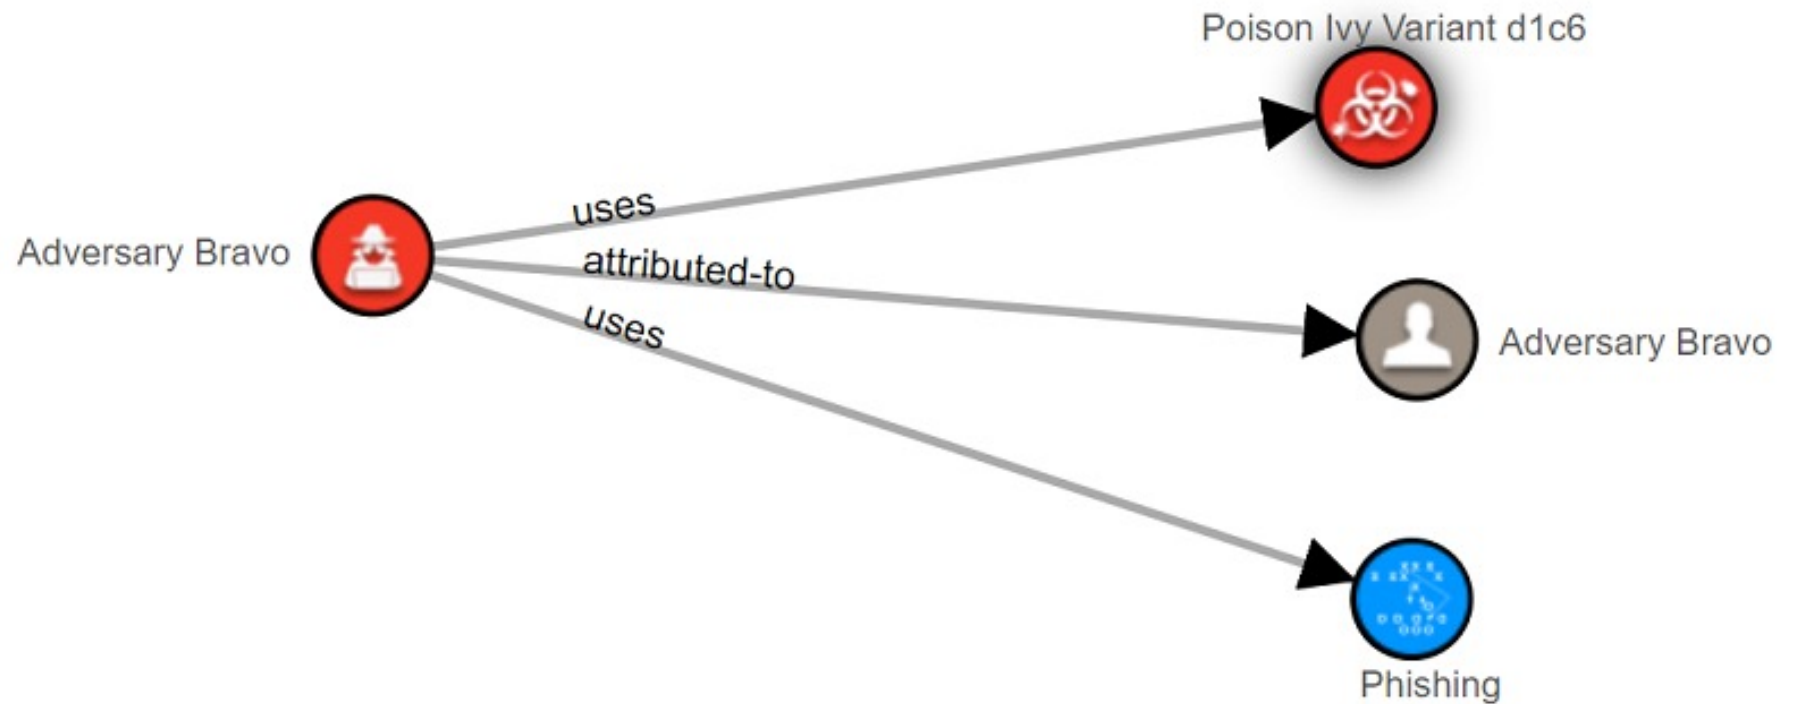 Poison Ivy Variant d1c6
uses
Adversary Bravo
attributed-to
uses
Adversary Bravo
Phishing